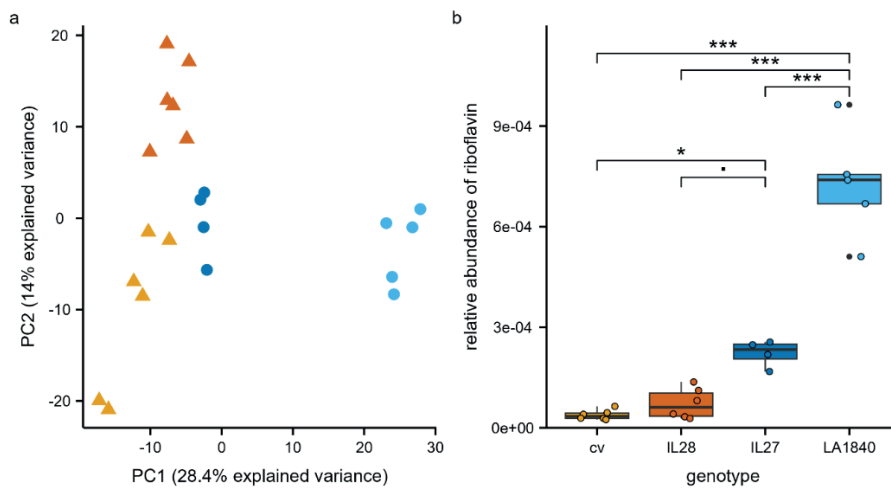 a
20
10
0
-10
-20
-10
0
10
20
30
PC2 (14% explained variance)
PC1 (28.4% explained variance)
b
***
***
***
*
.
9e-04
6e-04
3e-04
0e+00
relative abundance of riboflavin
cv
IL28
IL27
LA1840
genotype